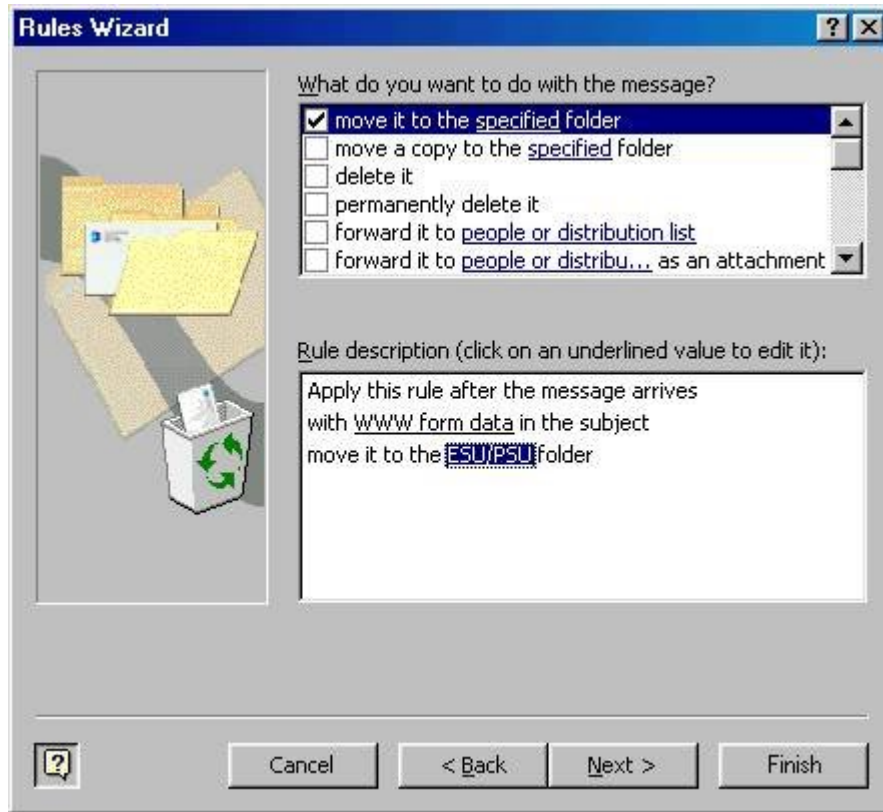 Rules Wizard
What do you want to do with the message?
move it to the specified folder
move a copy to the specified folder
delete it
permanently delete it
forward it to people or distribution list
forward it to people or distribu... as an attachment
Rule description (click on an underlined value to edit it):
Apply this rule after the message arrives
with WWW form data in the subject
move it to the ESU/PSU folder
Cancel
< Back
Next >
Finish